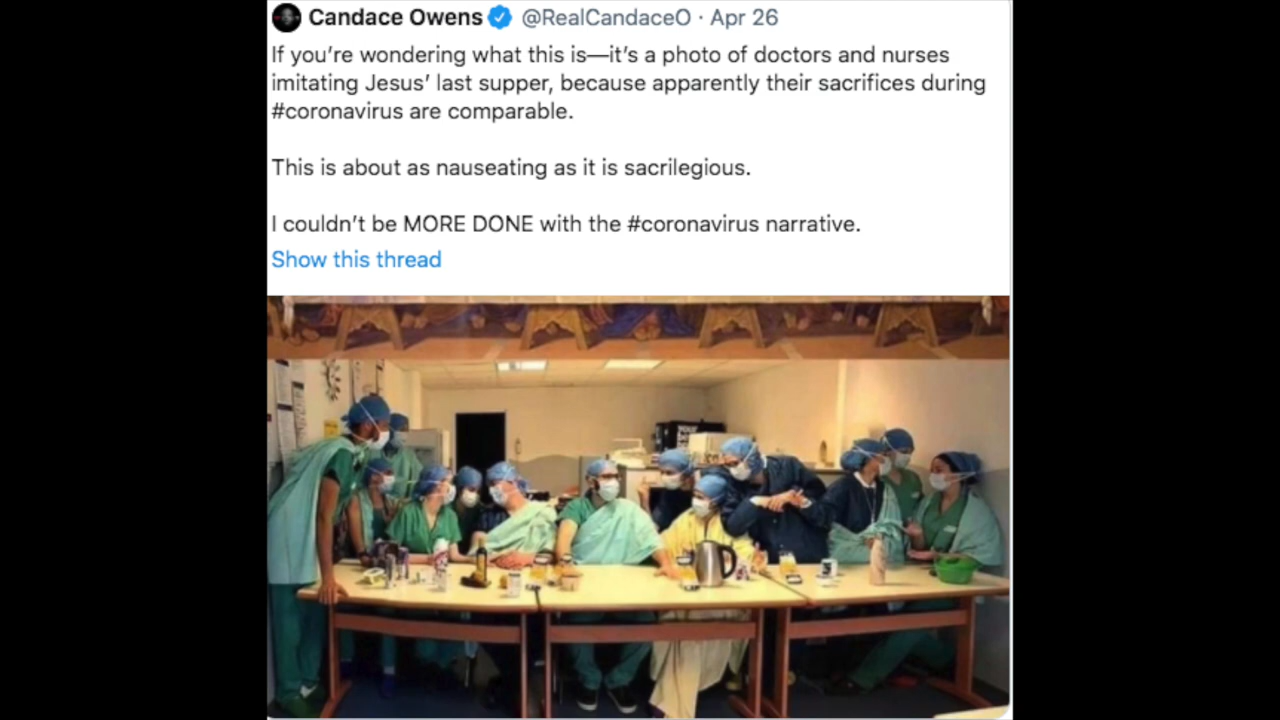 Candace Owens @RealCandaceO · Apr 26
If you’re wondering what this is—it’s a photo of doctors and nurses
imitating Jesus’ last supper, because apparently their sacrifices during
#coronavirus are comparable.
This is about as nauseating as it is sacrilegious.
I couldn’t be MORE DONE with the #coronavirus narrative.
Show this thread